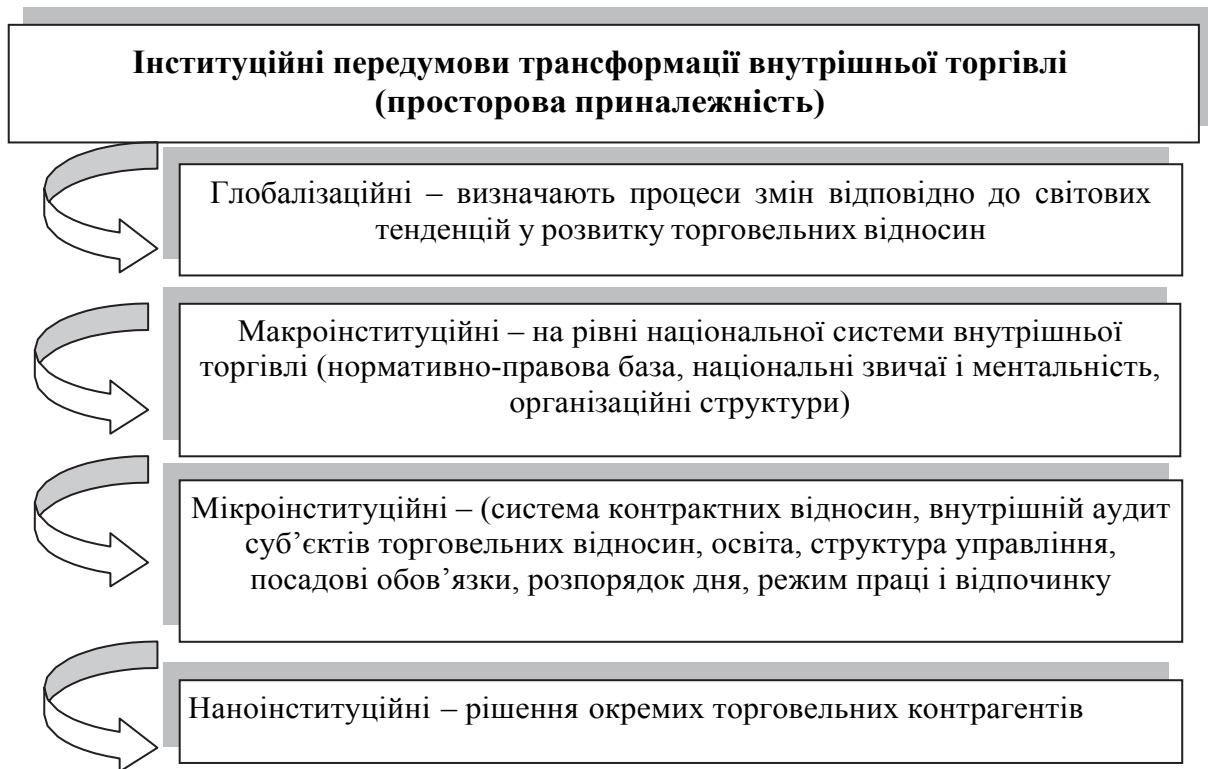 Інституційні передумови трансформації внутрішньої торгівлі
(просторова приналежність)
Глобалізаційні – визначають процеси змін відповідно до світових
тенденцій у розвитку торговельних відносин
Макроінституційні – на рівні національної системи внутрішньої
торгівлі (нормативно-правова база, національні звичаї і ментальність,
організаційні структури)
Мікроінституційні – (система контрактних відносин, внутрішній аудит
суб’єктів торговельних відносин, освіта, структура управління,
посадові обов’язки, розпорядок дня, режим праці і відпочинку
Наноінституційні – рішення окремих торговельних контрагентів